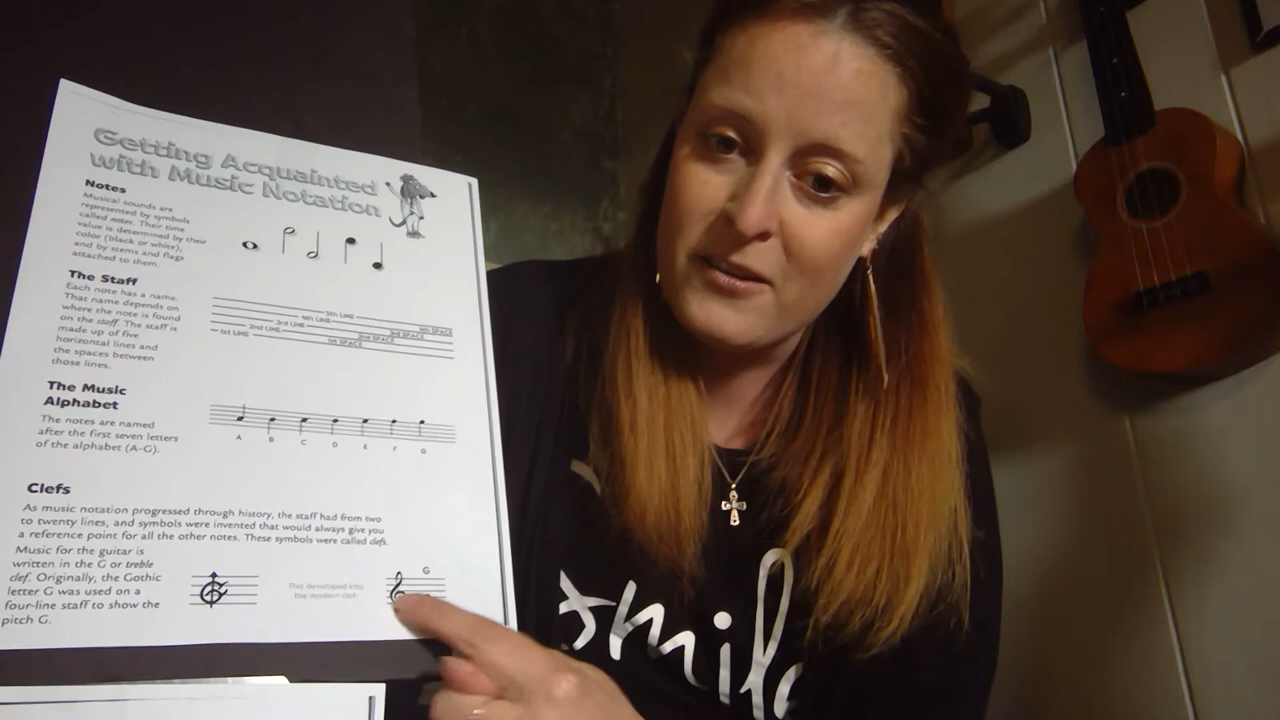 Getting Acquainted
with Music Notation
Notes
Musical sounds are
represented by symbols
called notes. Their time
value is determined by their
color (black or white),
and by stems and flags
attached to them.
The Staff
Each note has a name.
That name depends on
where the note is found
on the staff. The staff is
made up of five
horizontal lines and
the spaces between
those lines.
5th LINE
4th LINE 4th SPACE
3rd LINE 3rd SPACE
2nd LINE 2nd SPACE
1st LINE 1st SPACE
The Music
Alphabet
The notes are named
after the first seven letters
of the alphabet (A-G).
A B C D E F G
Clefs
As music notation progressed through history, the staff had from two
to twenty lines, and symbols were invented that would always give you
a reference point for all the other notes. These symbols were called clefs.
Music for the guitar is
written in the G or treble
clef. Originally, the Gothic
letter G was used on a
four-line staff to show the
pitch G.
This developed into
the modern clef:
G
smile